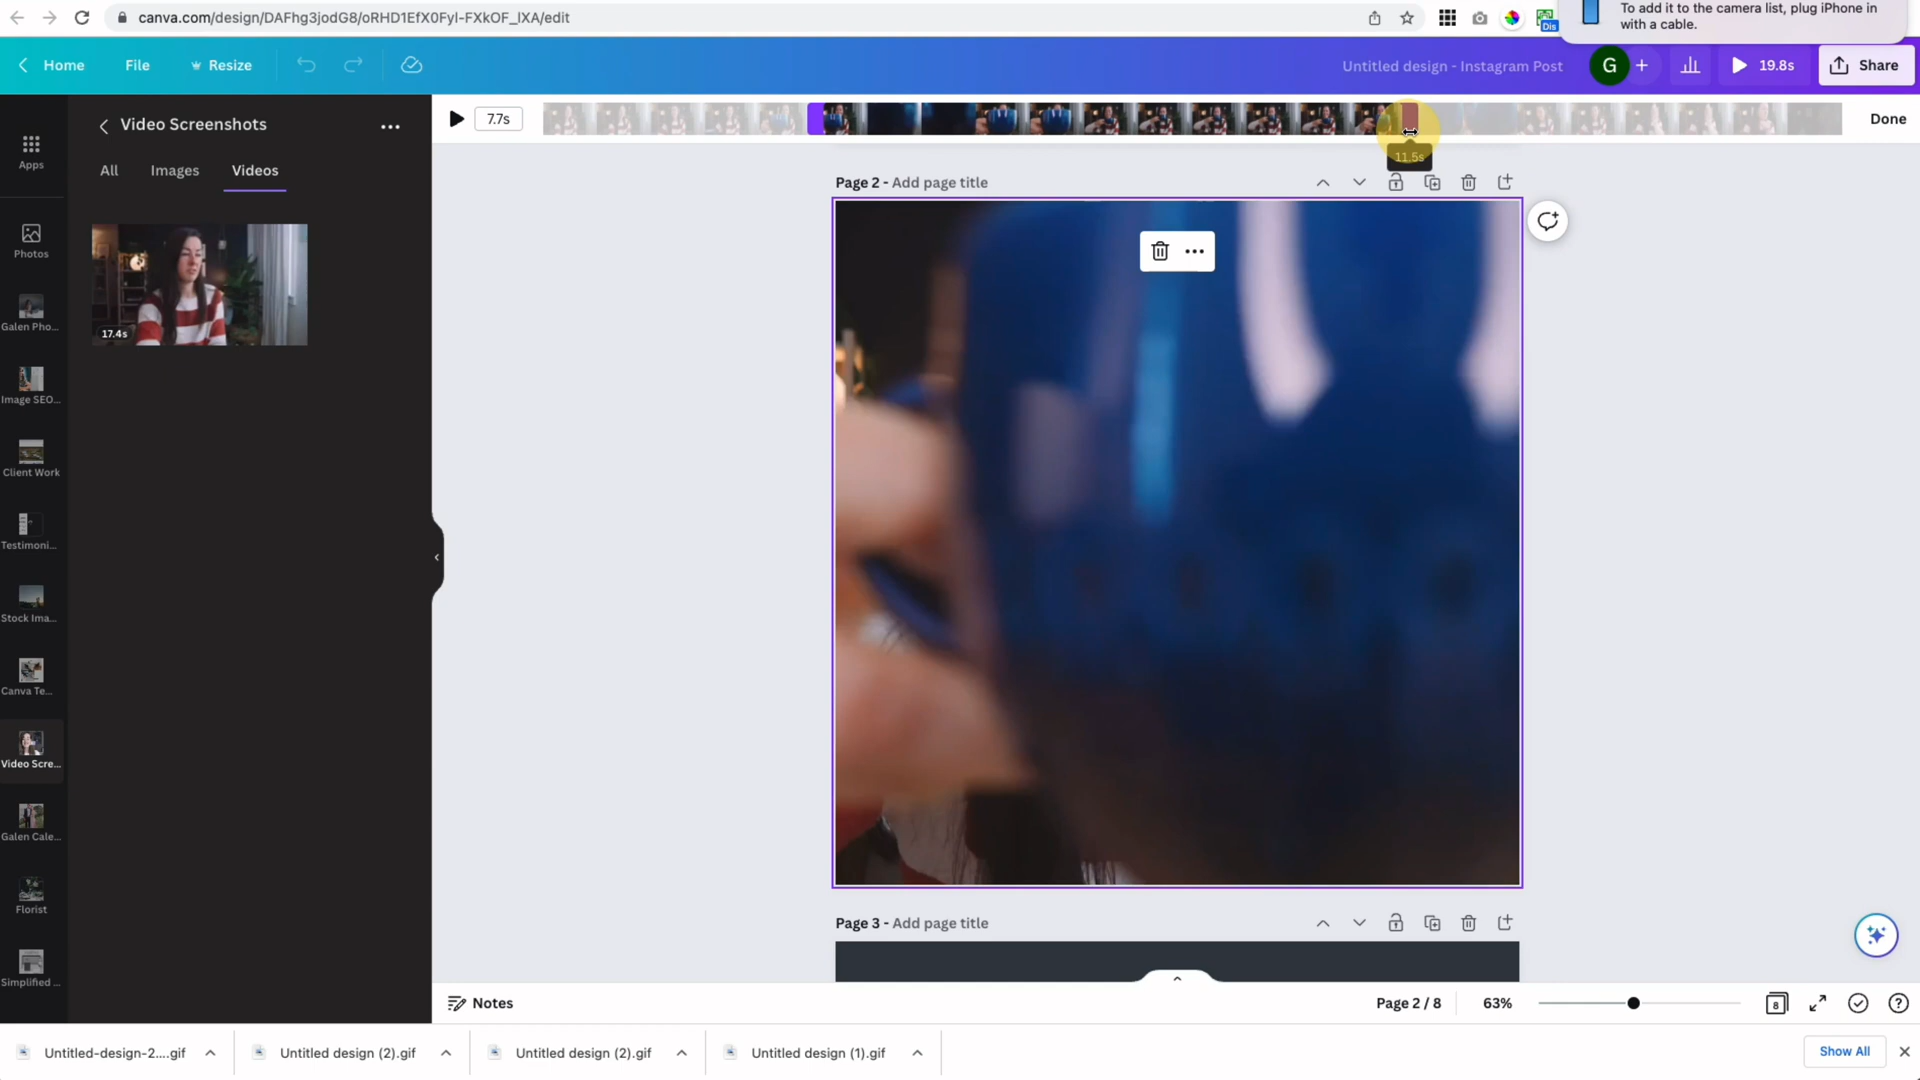 canva.com/design/DAFhg3jodG8/oRHD1EfX0Fyl-FXkOF_lXA/edit
Dis
To add it to the camera list, plug iPhone in
with a cable.
Home
File
Resize
Untitled design - Instagram Post
G
+
19.8s
Share
Apps
Photos
Galen Pho...
Image SEO...
Client Work
Testimoni...
Stock Ima...
Canva Te...
Video Scre...
Galen Cale...
Florist
Simplified ...
Video Screenshots
All
Images
Videos
17.4s
7.7s
11.5s
Done
Page 2 - Add page title
Page 3 - Add page title
Notes
Page 2 / 8
63%
8
Untitled-design-2....gif
Untitled design (2).gif
Untitled design (2).gif
Untitled design (1).gif
Show All